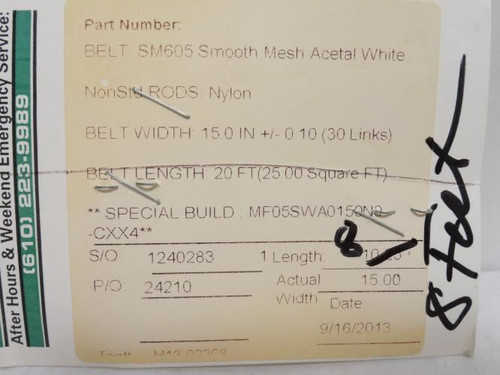 After Hours & Weekend Emergency Service:
(610) 223-9989
Part Number:
BELT SM605 Smooth Mesh Acetal White
NonStd RODS Nylon
BELT WIDTH 15.0 IN +/- 0.10 (30 Links)
BELT LENGTH 20 FT(25.00 Square FT)
** SPECIAL BUILD : MF05SWA0150N0
-CXX4**
S/O 1240283 1 Length
8
P/O 24210 Actual Width 15.00
Date
9/16/2013
8 Feet